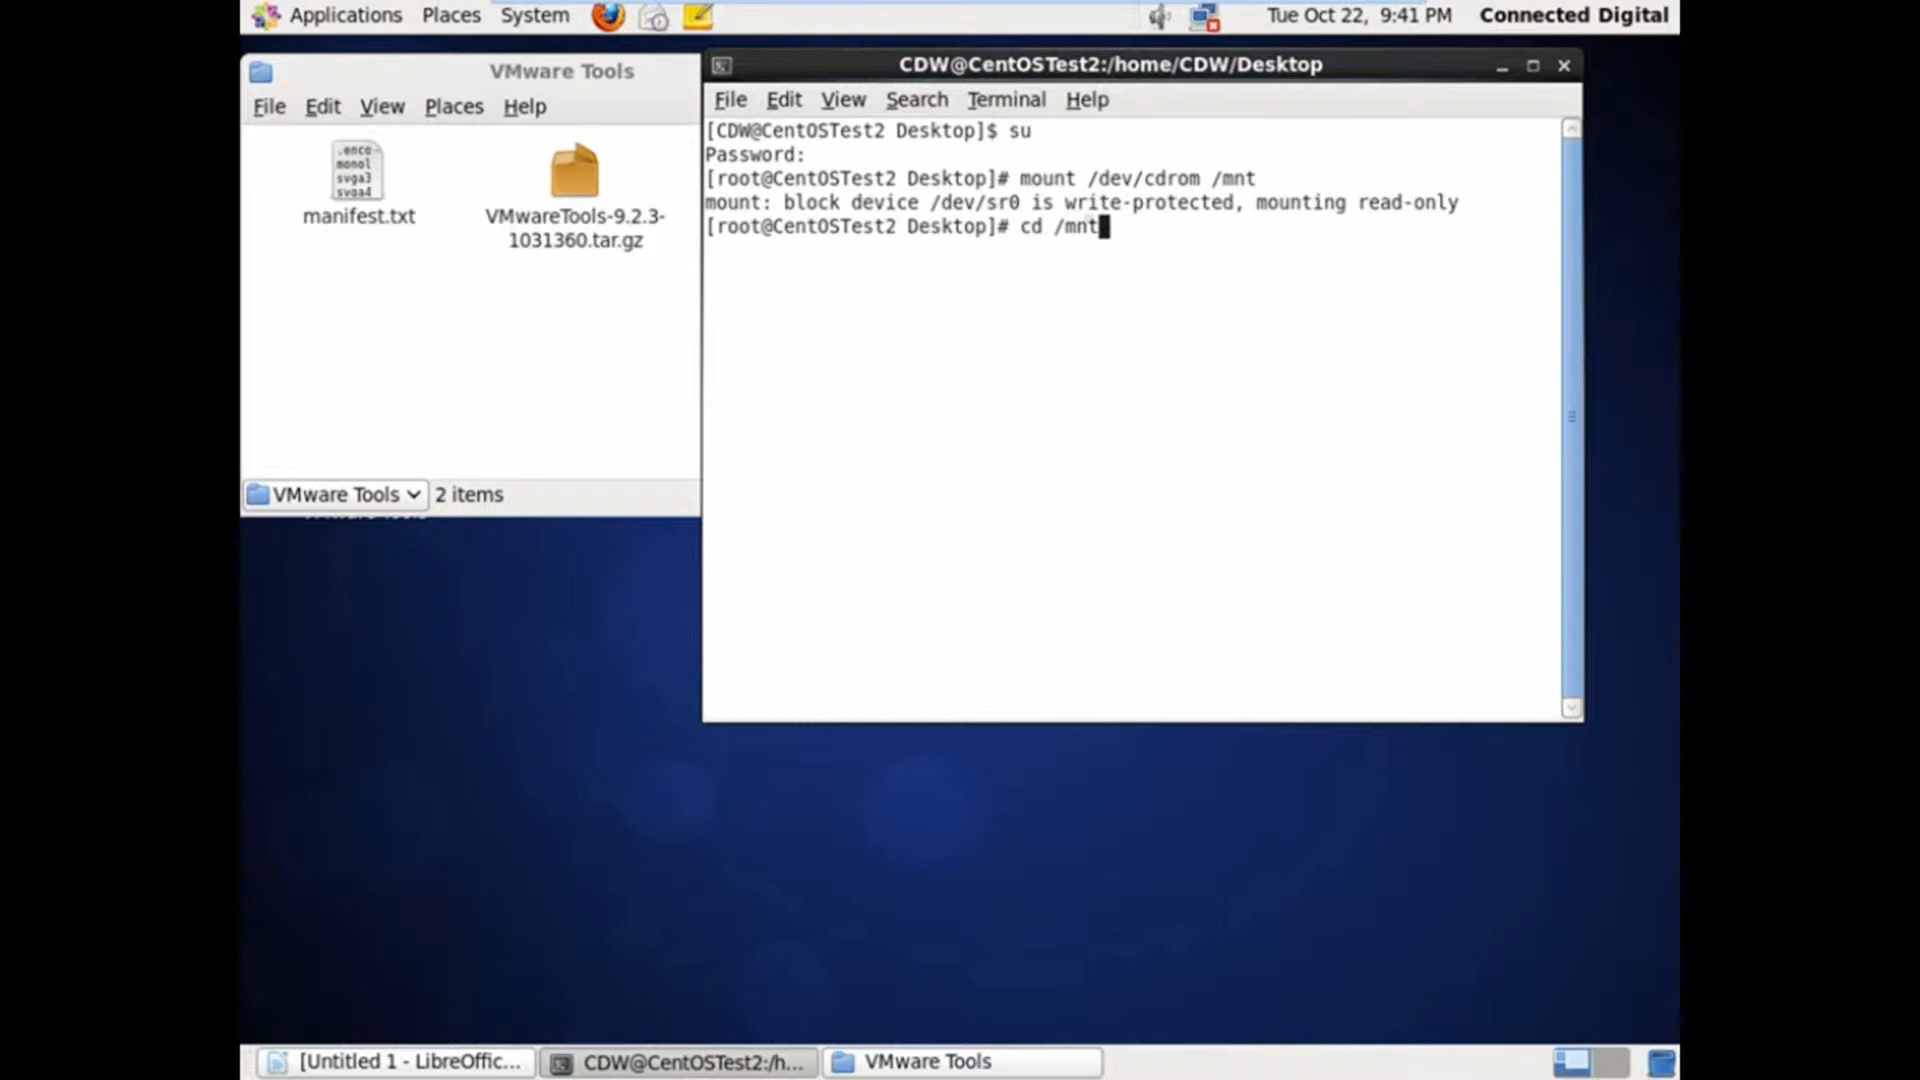 Applications Places System Tue Oct 22, 9:41 PM Connected Digital
VMware Tools
File Edit View Places Help
.enco
monol
svga3
svga4
manifest.txt
VMwareTools-9.2.3-
1031360.tar.gz
VMware Tools 2 items
CDW@CentOSTest2:/home/CDW/Desktop
File Edit View Search Terminal Help
[CDW@CentOSTest2 Desktop]$ su
Password:
[root@CentOSTest2 Desktop]# mount /dev/cdrom /mnt
mount: block device /dev/sr0 is write-protected, mounting read-only
[root@CentOSTest2 Desktop]# cd /mnt
[Untitled 1 - LibreOffic... CDW@CentOSTest2:/h... VMware Tools